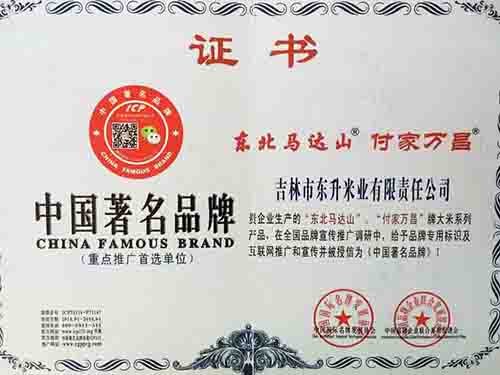 证书
中国著名品牌
ICP
CHINA FAMOUS BRAND
东北马达山® 付家万昌®
吉林市东升米业有限责任公司
中国著名品牌
CHINA FAMOUS BRAND
(重点推广首选单位)
你企业生产的“东北马达山”、“付家万昌”牌大米系列
产品,在全国品牌宣传推广调研中,给予品牌专用标识及
互联网推广和宣传并被授信为《中国著名品牌》!